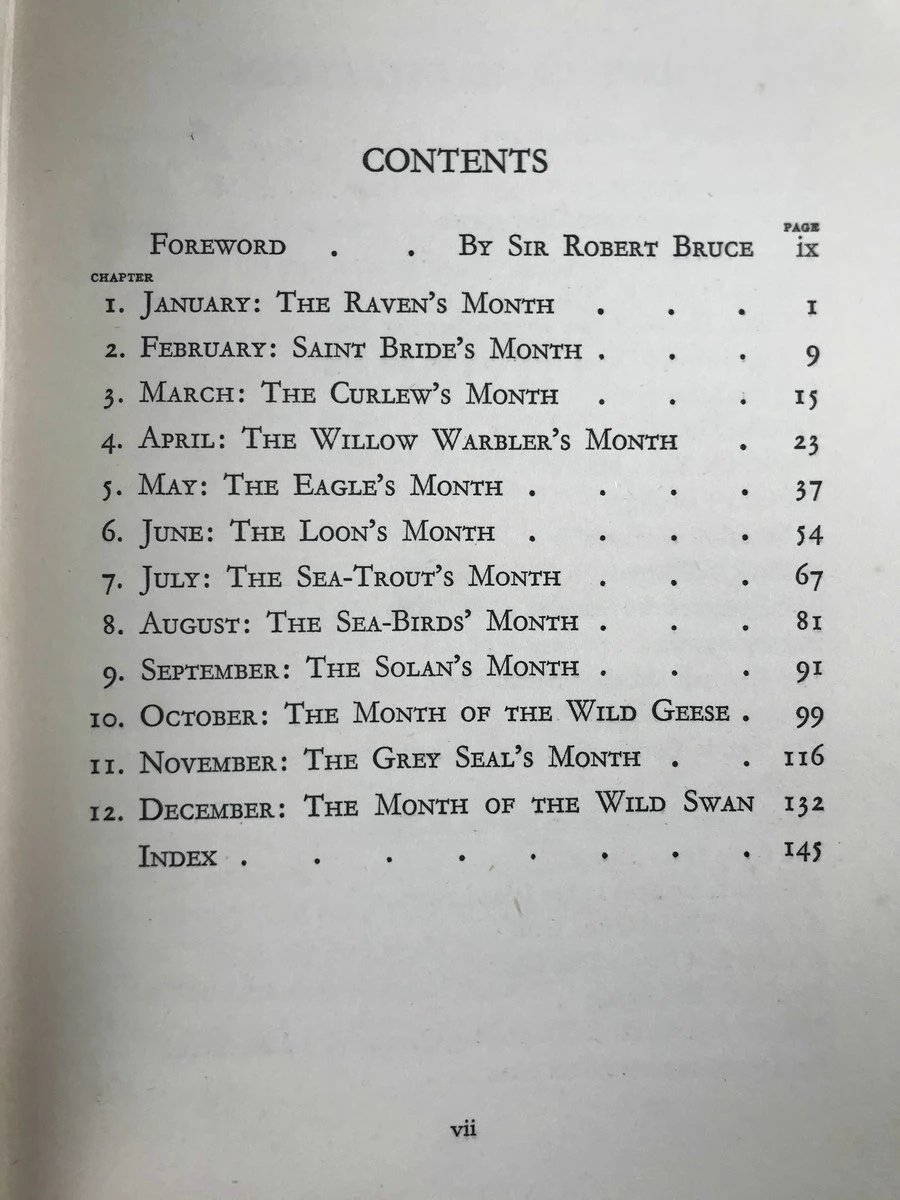 CONTENTS
PAGE
Foreword . . By Sir Robert Bruce ix
CHAPTER
1. January: The Raven's Month . . . 1
2. February: Saint Bride's Month . . . 9
3. March: The Curlew's Month . . . 15
4. April: The Willow Warbler's Month . 23
5. May: The Eagle's Month . . . . 37
6. June: The Loon's Month . . . . 54
7. July: The Sea-Trout's Month . . . 67
8. August: The Sea-Birds' Month . . . 81
9. September: The Solan's Month . . . 91
10. October: The Month of the Wild Geese . 99
11. November: The Grey Seal's Month . . 116
12. December: The Month of the Wild Swan 132
Index . . . . . . . . 145
vii